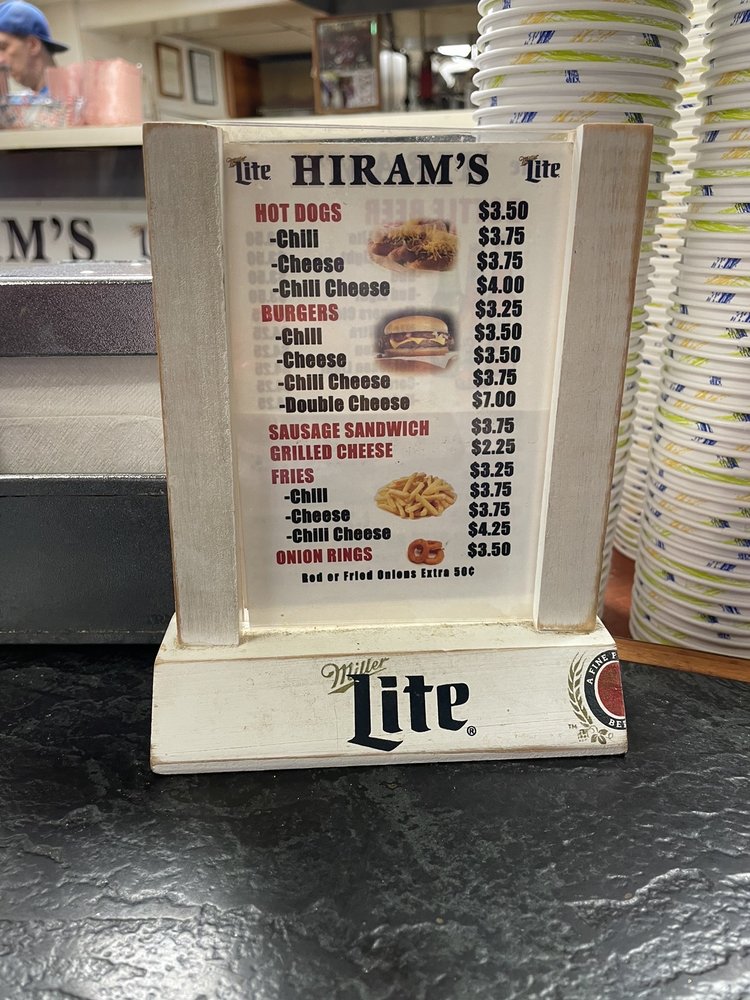 Lite HIRAM'S Lite
HOT DOGS $3.50
-Chili $3.75
-Cheese $3.75
-Chili Cheese $4.00
BURGERS $3.25
-Chili $3.50
-Cheese $3.50
-Chili Cheese $3.75
-Double Cheese $7.00
SAUSAGE SANDWICH $3.75
GRILLED CHEESE $2.25
FRIES $3.25
-Chili $3.75
-Cheese $3.75
-Chili Cheese $4.25
ONION RINGS $3.50
Red or Fried Onions Extra 50¢
Miller
Lite®
A FINE
™
M'S